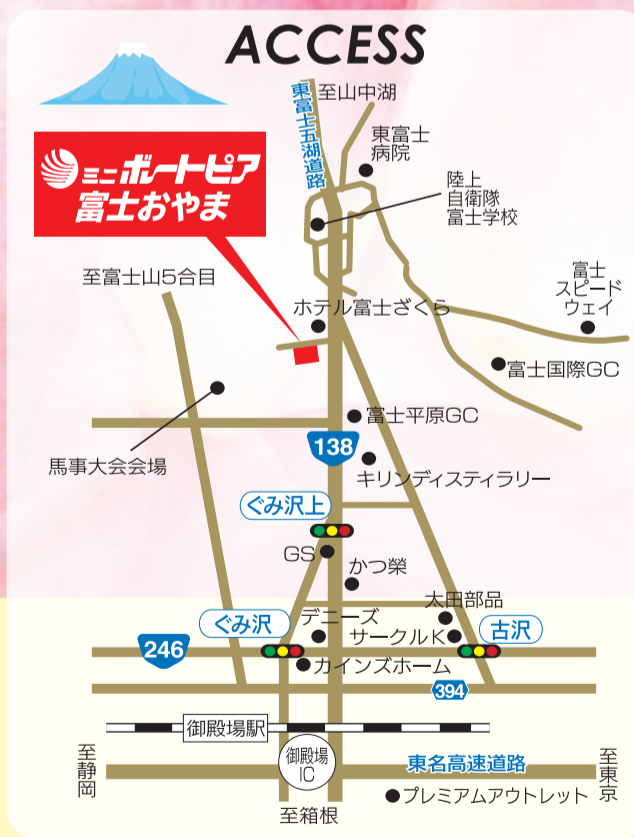 ACCESS
至山中湖
東富士五湖道路
東富士
病院
陸上
自衛隊
富士学校
ミニボートピア
富士おやま
至富士山5合目
富士
スピード
ウェイ
ホテル富士ざくら
富士国際GC
富士平原GC
138
馬事大会会場
キリンディスティラリー
ぐみ沢上
GS
かつ榮
太田部品
デニーズ
ぐみ沢
サークルK
古沢
246
カインズホーム
394
御殿場駅
至静岡
御殿場
IC
東名高速道路
至東京
プレミアムアウトレット
至箱根